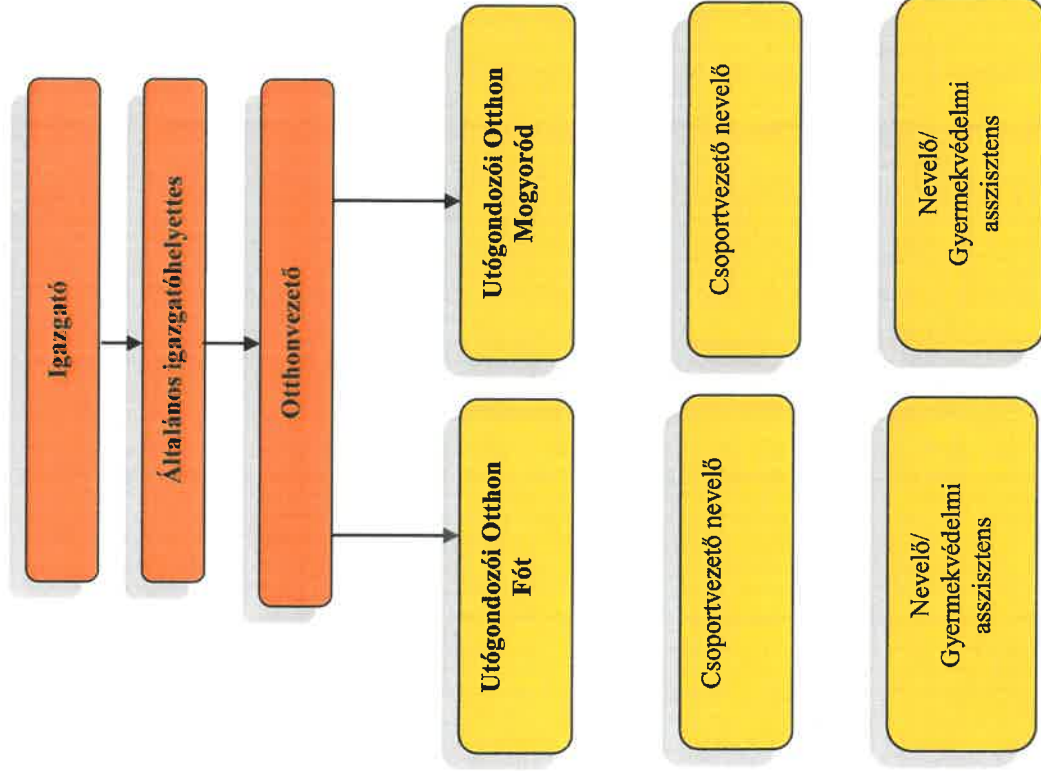 Igazgató
Általános igazgatóhelyettes
Otthonvezető
Utógondozói Otthon
Fót
Csoportvezető nevelő
Nevelő/
Gyermekvédelmi
asszisztens
Utógondozói Otthon
Mogyoród
Csoportvezető nevelő
Nevelő/
Gyermekvédelmi
asszisztens